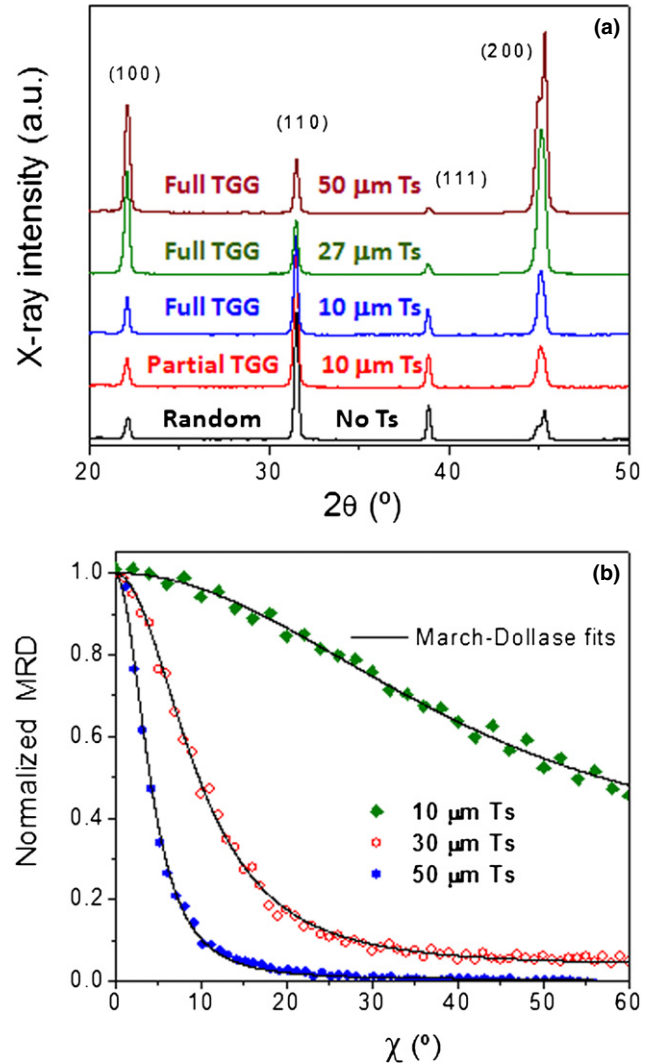 (a)
X-ray intensity (a.u.)
(100)
(110)
(111)
(200)
Full TGG 50 μm Ts
Full TGG 27 μm Ts
Full TGG 10 μm Ts
Partial TGG 10 μm Ts
Random No Ts
20 30 40 50
2θ (º)
(b)
Normalized MRD
1.0
0.8
0.6
0.4
0.2
0.0
March-Dollase fits
10 μm Ts
30 μm Ts
50 μm Ts
0 10 20 30 40 50 60
χ (º)